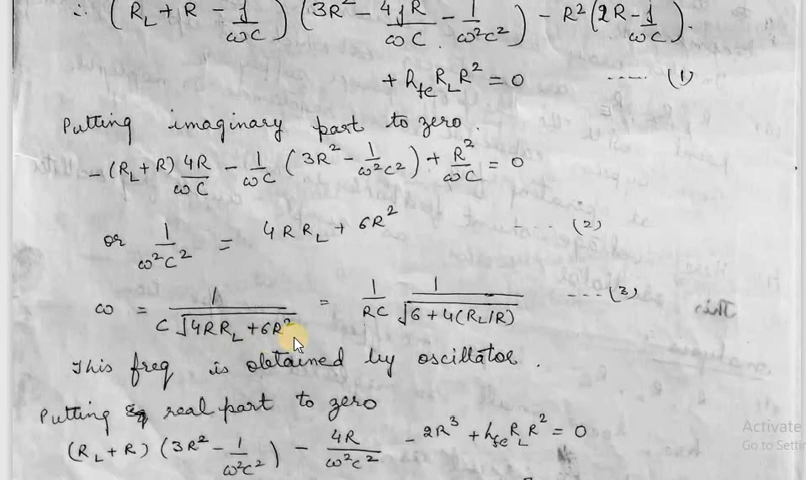 ∴ (R_L + R - j/ωC) (3R² - 4jR/ωC - 1/ω²C²) - R² (2R - j/ωC).
+ h_fe R_L R² = 0 ..... (1)
Putting imaginary part to zero.
- (R_L + R) 4R/ωC - 1/ωC (3R² - 1/ω²C²) + R²/ωC = 0
or 1/ω²C² = 4RR_L + 6R² .... (2)
ω = 1/(C √(4RR_L + 6R²)) = 1/RC 1/√(6 + 4(R_L/R)) ....(3)
This freq is obtained by oscillator.
Putting real part to zero
(R_L + R) (3R² - 1/ω²C²) - 4R/ω²C² - 2R³ + h_fe R_L R² = 0
Activate
Go to Setti